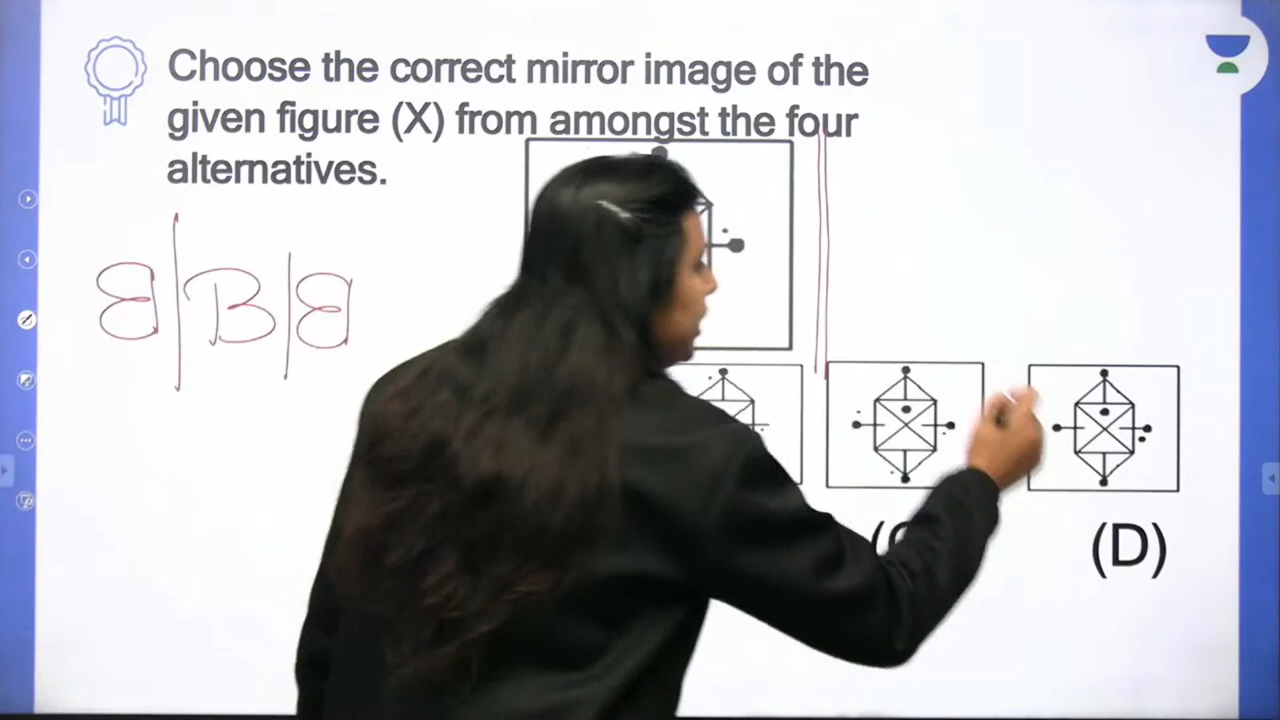 Choose the correct mirror image of the
given figure (X) from amongst the four
alternatives.
B
(D)